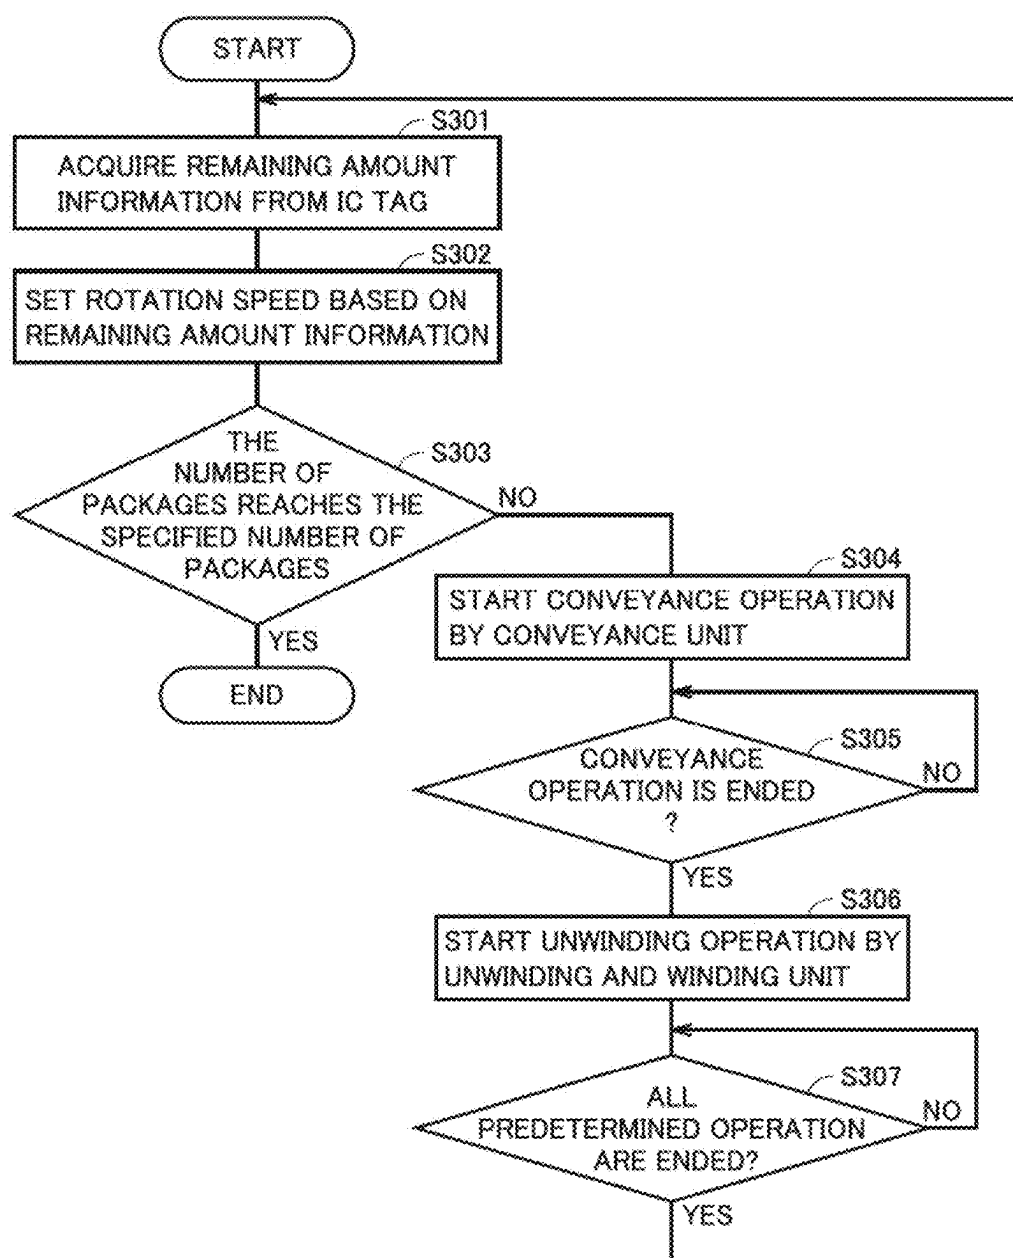 START
S301
ACQUIRE REMAINING AMOUNT
INFORMATION FROM IC TAG
S302
SET ROTATION SPEED BASED ON
REMAINING AMOUNT INFORMATION
S303
THE
NUMBER OF
PACKAGES REACHES THE
SPECIFIED NUMBER OF
PACKAGES
NO
YES
END
S304
START CONVEYANCE OPERATION
BY CONVEYANCE UNIT
S305
CONVEYANCE
OPERATION IS ENDED
?
NO
YES
S306
START UNWINDING OPERATION BY
UNWINDING AND WINDING UNIT
S307
ALL
PREDETERMINED OPERATION
ARE ENDED?
NO
YES